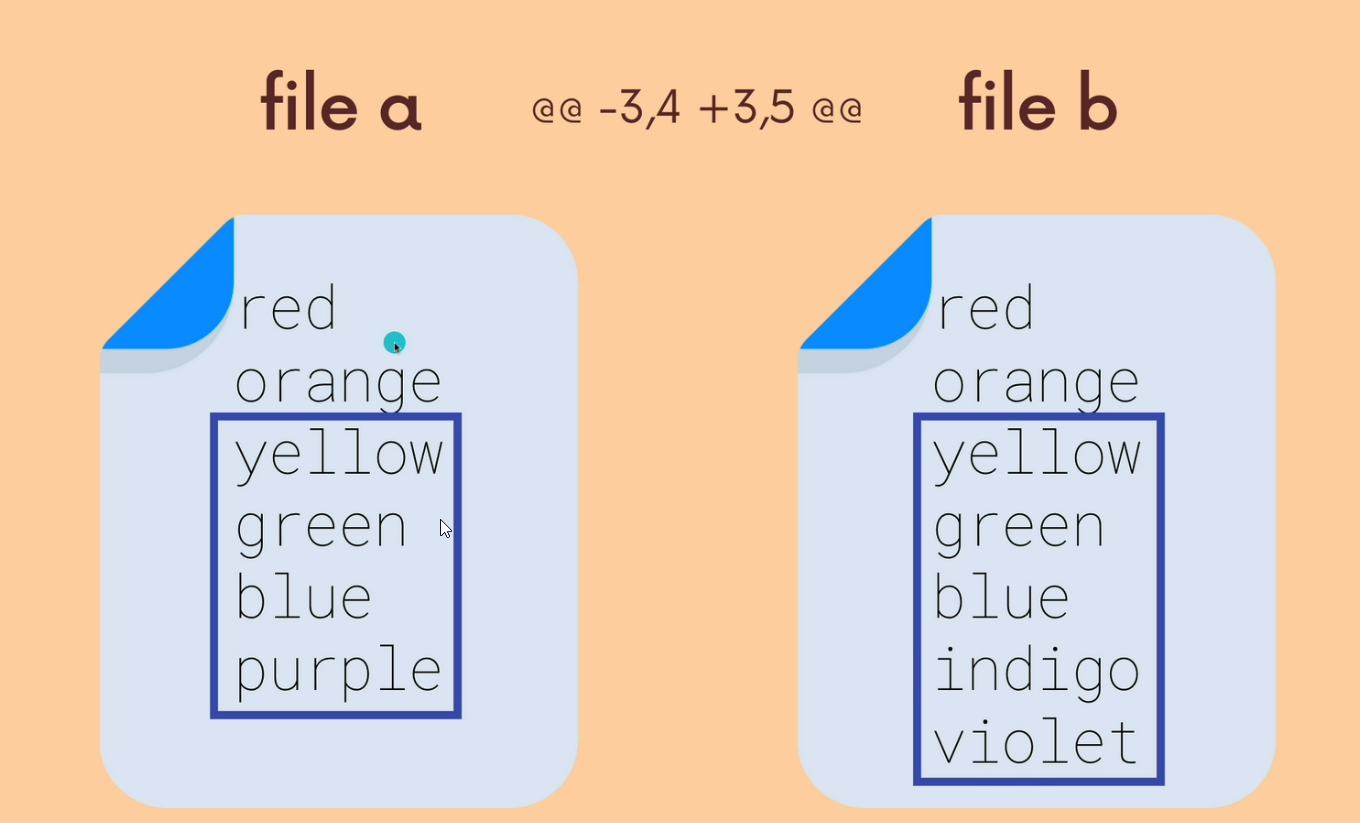 file a @@ -3,4 +3,5 @@ file b
red
orange
yellow
green
blue
purple
red
orange
yellow
green
blue
indigo
violet